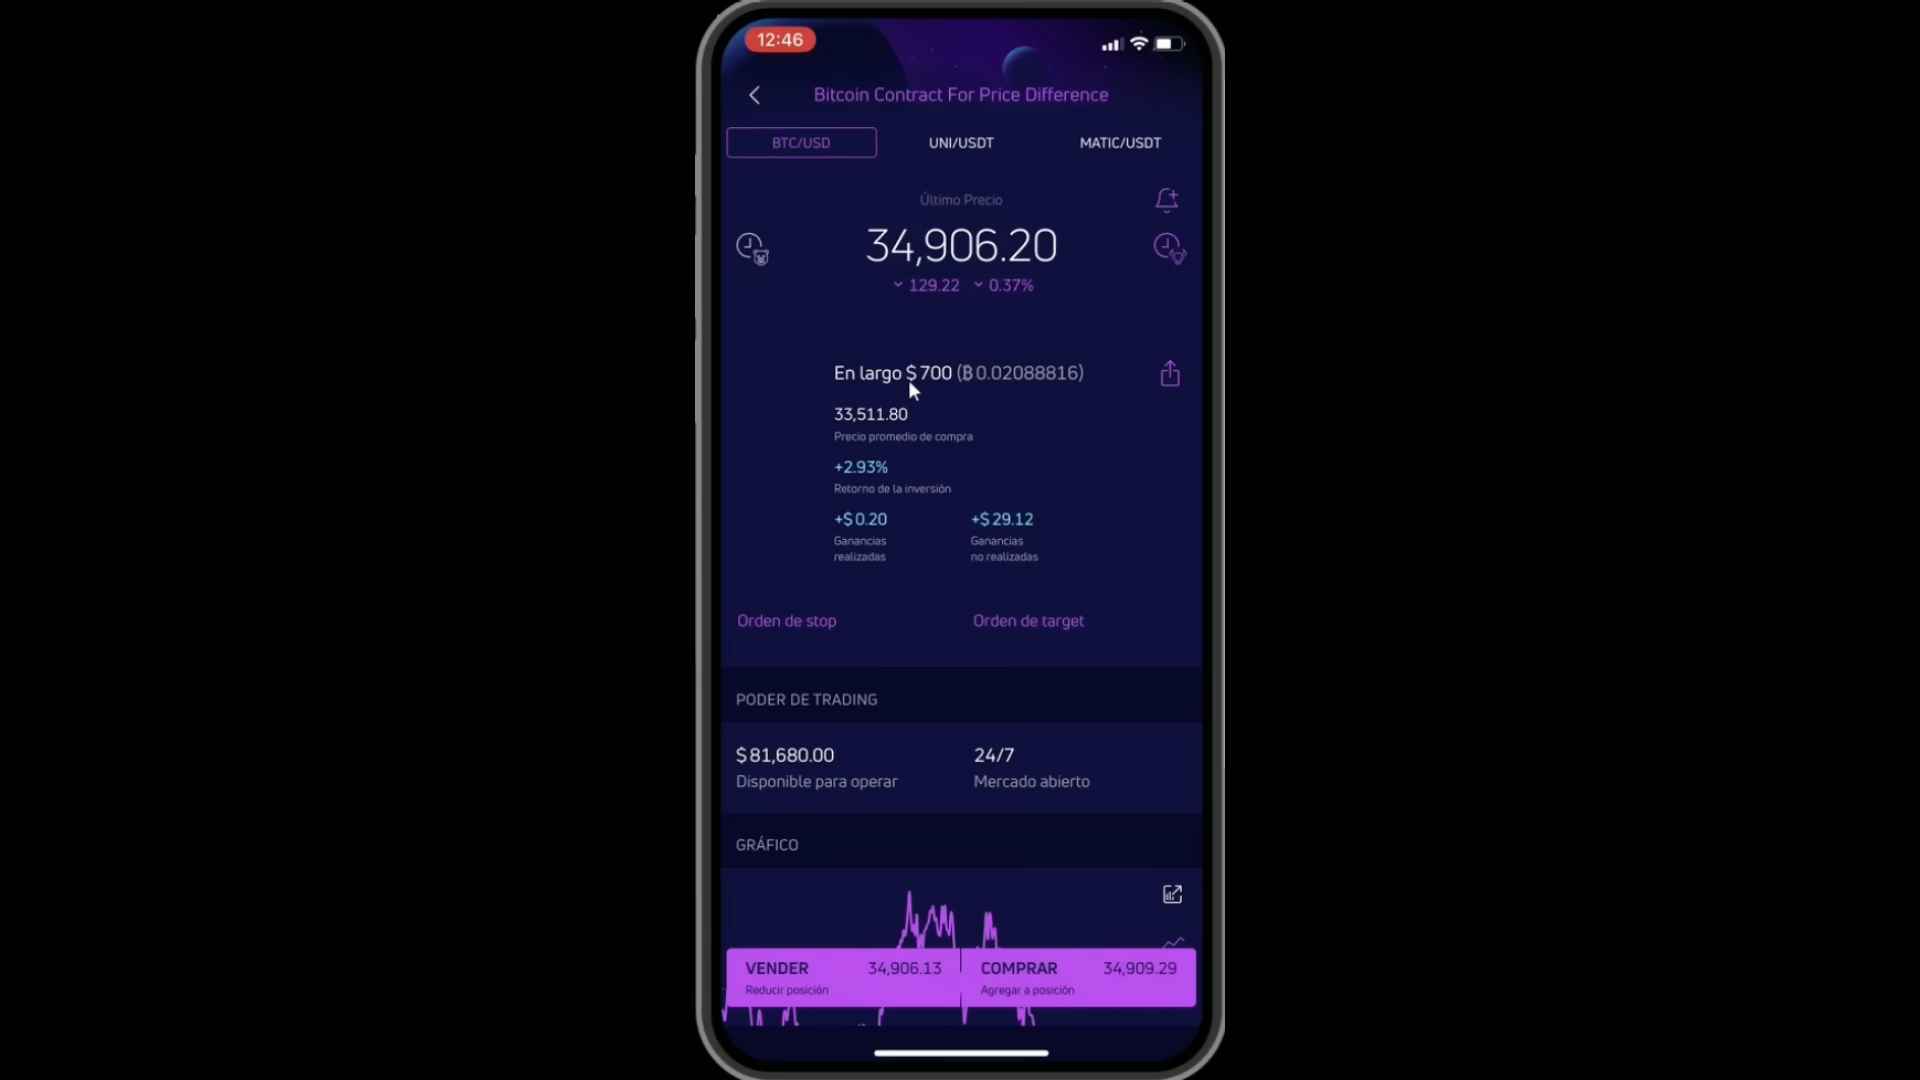 12:46
Bitcoin Contract For Price Difference
BTC/USD UNI/USDT MATIC/USDT
Último Precio
34,906.20
129.22 0.37%
En largo $700 (₿0.02088816)
33,511.80
Precio promedio de compra
+2.93%
Retorno de la inversión
+$0.20 +$29.12
Ganancias Ganancias
realizadas no realizadas
Orden de stop Orden de target
PODER DE TRADING
$81,680.00 24/7
Disponible para operar Mercado abierto
GRÁFICO
VENDER 34,906.13 COMPRAR 34,909.29
Reducir posición Agregar a posición